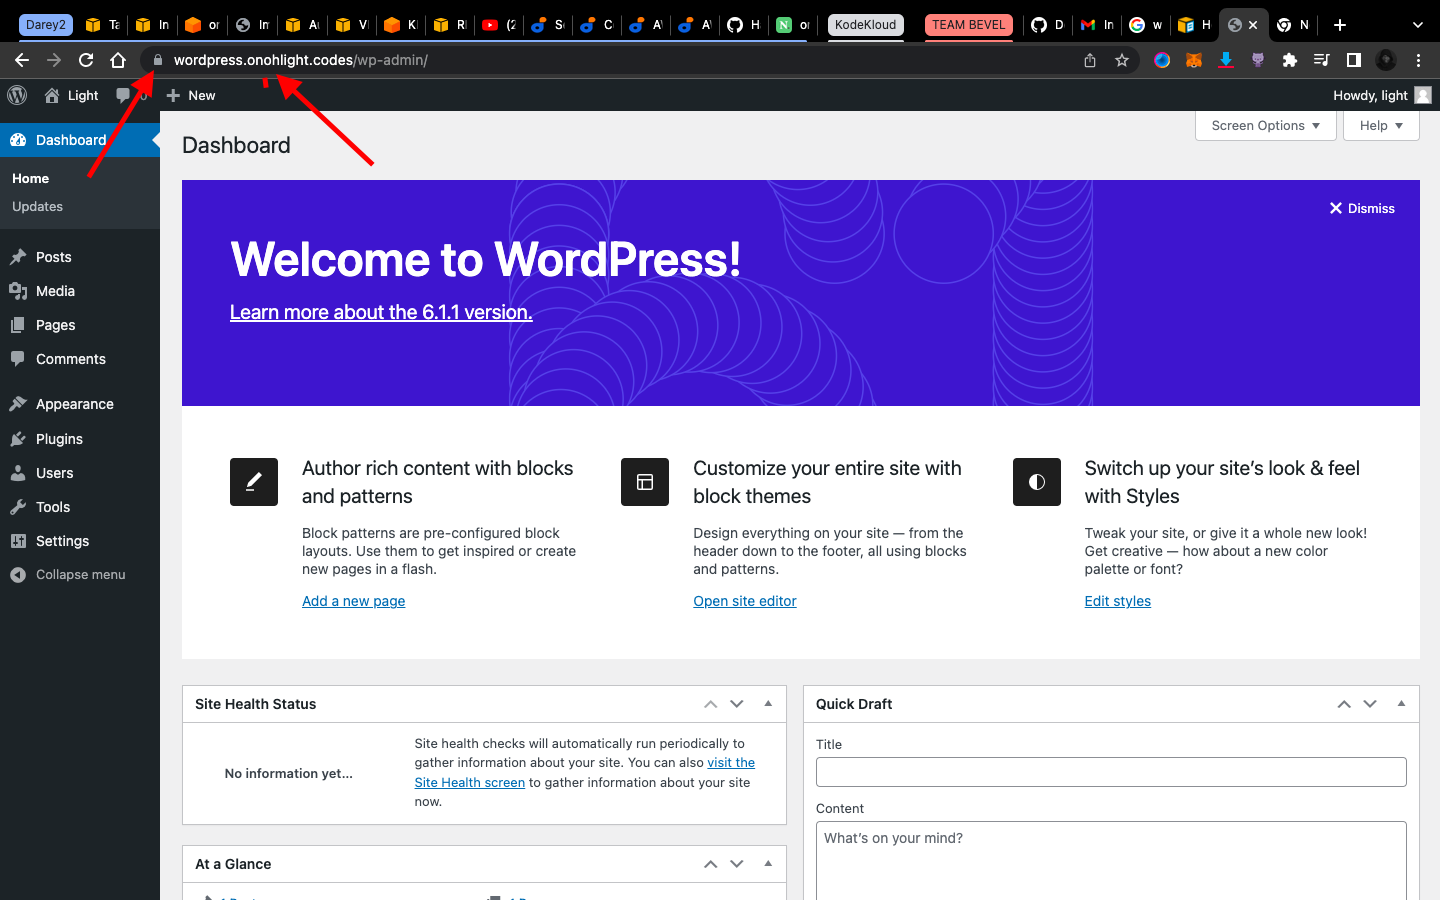 Darey2
KodeKloud
TEAM BEVEL
wordpress.onohlight.codes/wp-admin/
Light
0
New
Howdy, light
Dashboard
Home
Updates
Posts
Media
Pages
Comments
Appearance
Plugins
Users
Tools
Settings
Collapse menu
Dashboard
Screen Options
Help
Dismiss
Welcome to WordPress!
Learn more about the 6.1.1 version.
Author rich content with blocks
and patterns
Block patterns are pre-configured block
layouts. Use them to get inspired or create
new pages in a flash.
Add a new page
Customize your entire site with
block themes
Design everything on your site — from the
header down to the footer, all using blocks
and patterns.
Open site editor
Switch up your site’s look & feel
with Styles
Tweak your site, or give it a whole new look!
Get creative — how about a new color
palette or font?
Edit styles
Site Health Status
No information yet...
Site health checks will automatically run periodically to
gather information about your site. You can also visit the
Site Health screen to gather information about your site
now.
At a Glance
Quick Draft
Title
Content
What’s on your mind?